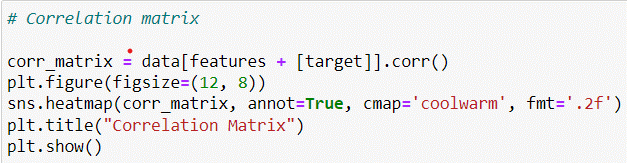 # Correlation matrix
corr_matrix = data[features + [target]].corr()
plt.figure(figsize=(12, 8))
sns.heatmap(corr_matrix, annot=True, cmap='coolwarm', fmt='.2f')
plt.title("Correlation Matrix")
plt.show()